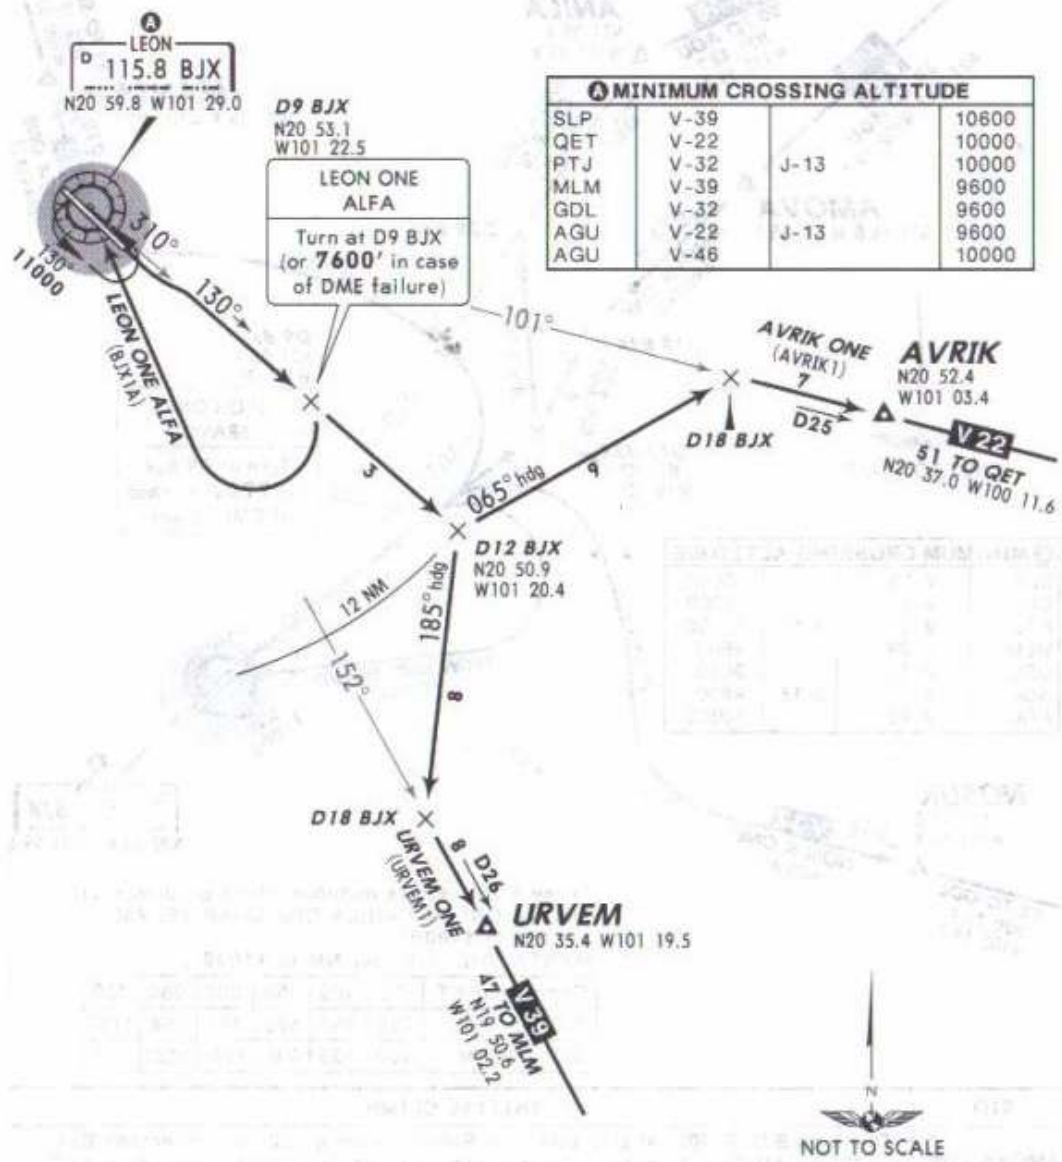 A
LEON
D 115.8 BJX
N20 59.8 W101 29.0
D9 BJX
N20 53.1
W101 22.5
LEON ONE
ALFA
Turn at D9 BJX
(or 7600' in case
of DME failure)
A MINIMUM CROSSING ALTITUDE
SLP V-39 10600
QET V-22 10000
PTJ V-32 J-13 10000
MLM V-39 9600
GDL V-32 9600
AGU V-22 J-13 9600
AGU V-46 10000
310°
130°
11000
130°
LEON ONE ALFA
(BJX1A)
101°
AVRIK ONE
(AVRIK1)
7
D25
AVRIK
N20 52.4
W101 03.4
V 22
51 TO QET
N20 37.0 W100 11.6
D18 BJX
3
065° hdg
9
D12 BJX
N20 50.9
W101 20.4
12 NM
185° hdg
8
152°
D18 BJX
URVEM ONE
(URVEM1)
8
D26
URVEM
N20 35.4 W101 19.5
V 39
47 TO MLM
N19 50.6
W101 02.2
N
NOT TO SCALE